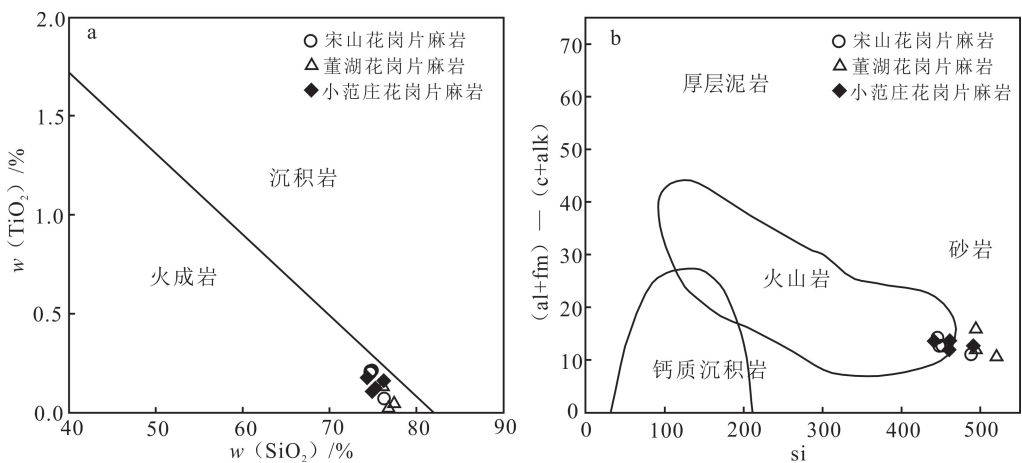 a
○ 宋山花岗片麻岩
△ 董湖花岗片麻岩
◆ 小范庄花岗片麻岩
沉积岩
火成岩
w（TiO₂）/%
2.0
1.5
1.0
0.5
0.0
40 50 60 70 80 90
w（SiO₂）/%
b
○ 宋山花岗片麻岩
△ 董湖花岗片麻岩
◆ 小范庄花岗片麻岩
厚层泥岩
砂岩
火山岩
钙质沉积岩
(al+fm) — (c+alk)
70
60
50
40
30
20
10
0
0 100 200 300 400 500
si